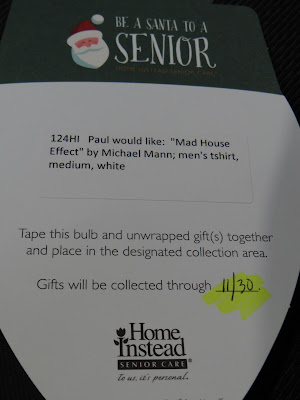 BE A SANTA TO A
SENIOR
124HI Paul would like: "Mad House
Effect" by Michael Mann; men's tshirt,
medium, white
Tape this bulb and unwrapped gift(s) together
and place in the designated collection area.
Gifts will be collected through 11/30.
Home
Instead
SENIOR CARE®
To us, it's personal.